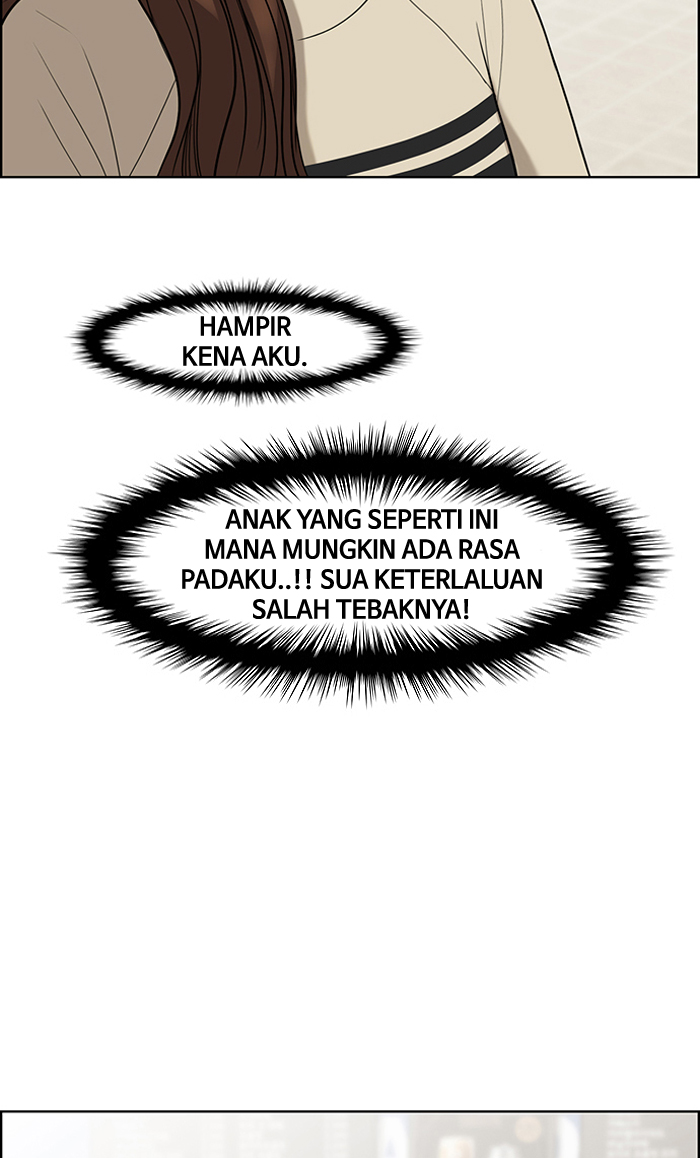 HAMPIR
KENA AKU.
ANAK YANG SEPERTI INI
MANA MUNGKIN ADA RASA
PADAKU..!! SUA KETERLALUAN
SALAH TEBAKNYA!